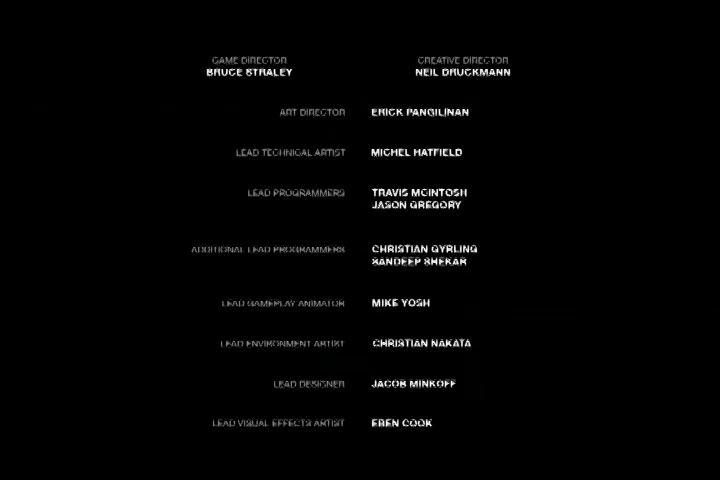 GAME DIRECTOR CREATIVE DIRECTOR
BRUCE STRALEY NEIL DRUCKMANN
ART DIRECTOR ERICK PANGILINAN
LEAD TECHNICAL ARTIST MICHEL HATFIELD
LEAD PROGRAMMERS TRAVIS MCINTOSH
JASON GREGORY
ADDITIONAL LEAD PROGRAMMERS CHRISTIAN GYRLING
SANDEEP SHEKAR
LEAD GAMEPLAY ANIMATOR MIKE YOSH
LEAD ENVIRONMENT ARTIST CHRISTIAN NAKATA
LEAD DESIGNER JACOB MINKOFF
LEAD VISUAL EFFECTS ARTIST EBEN COOK